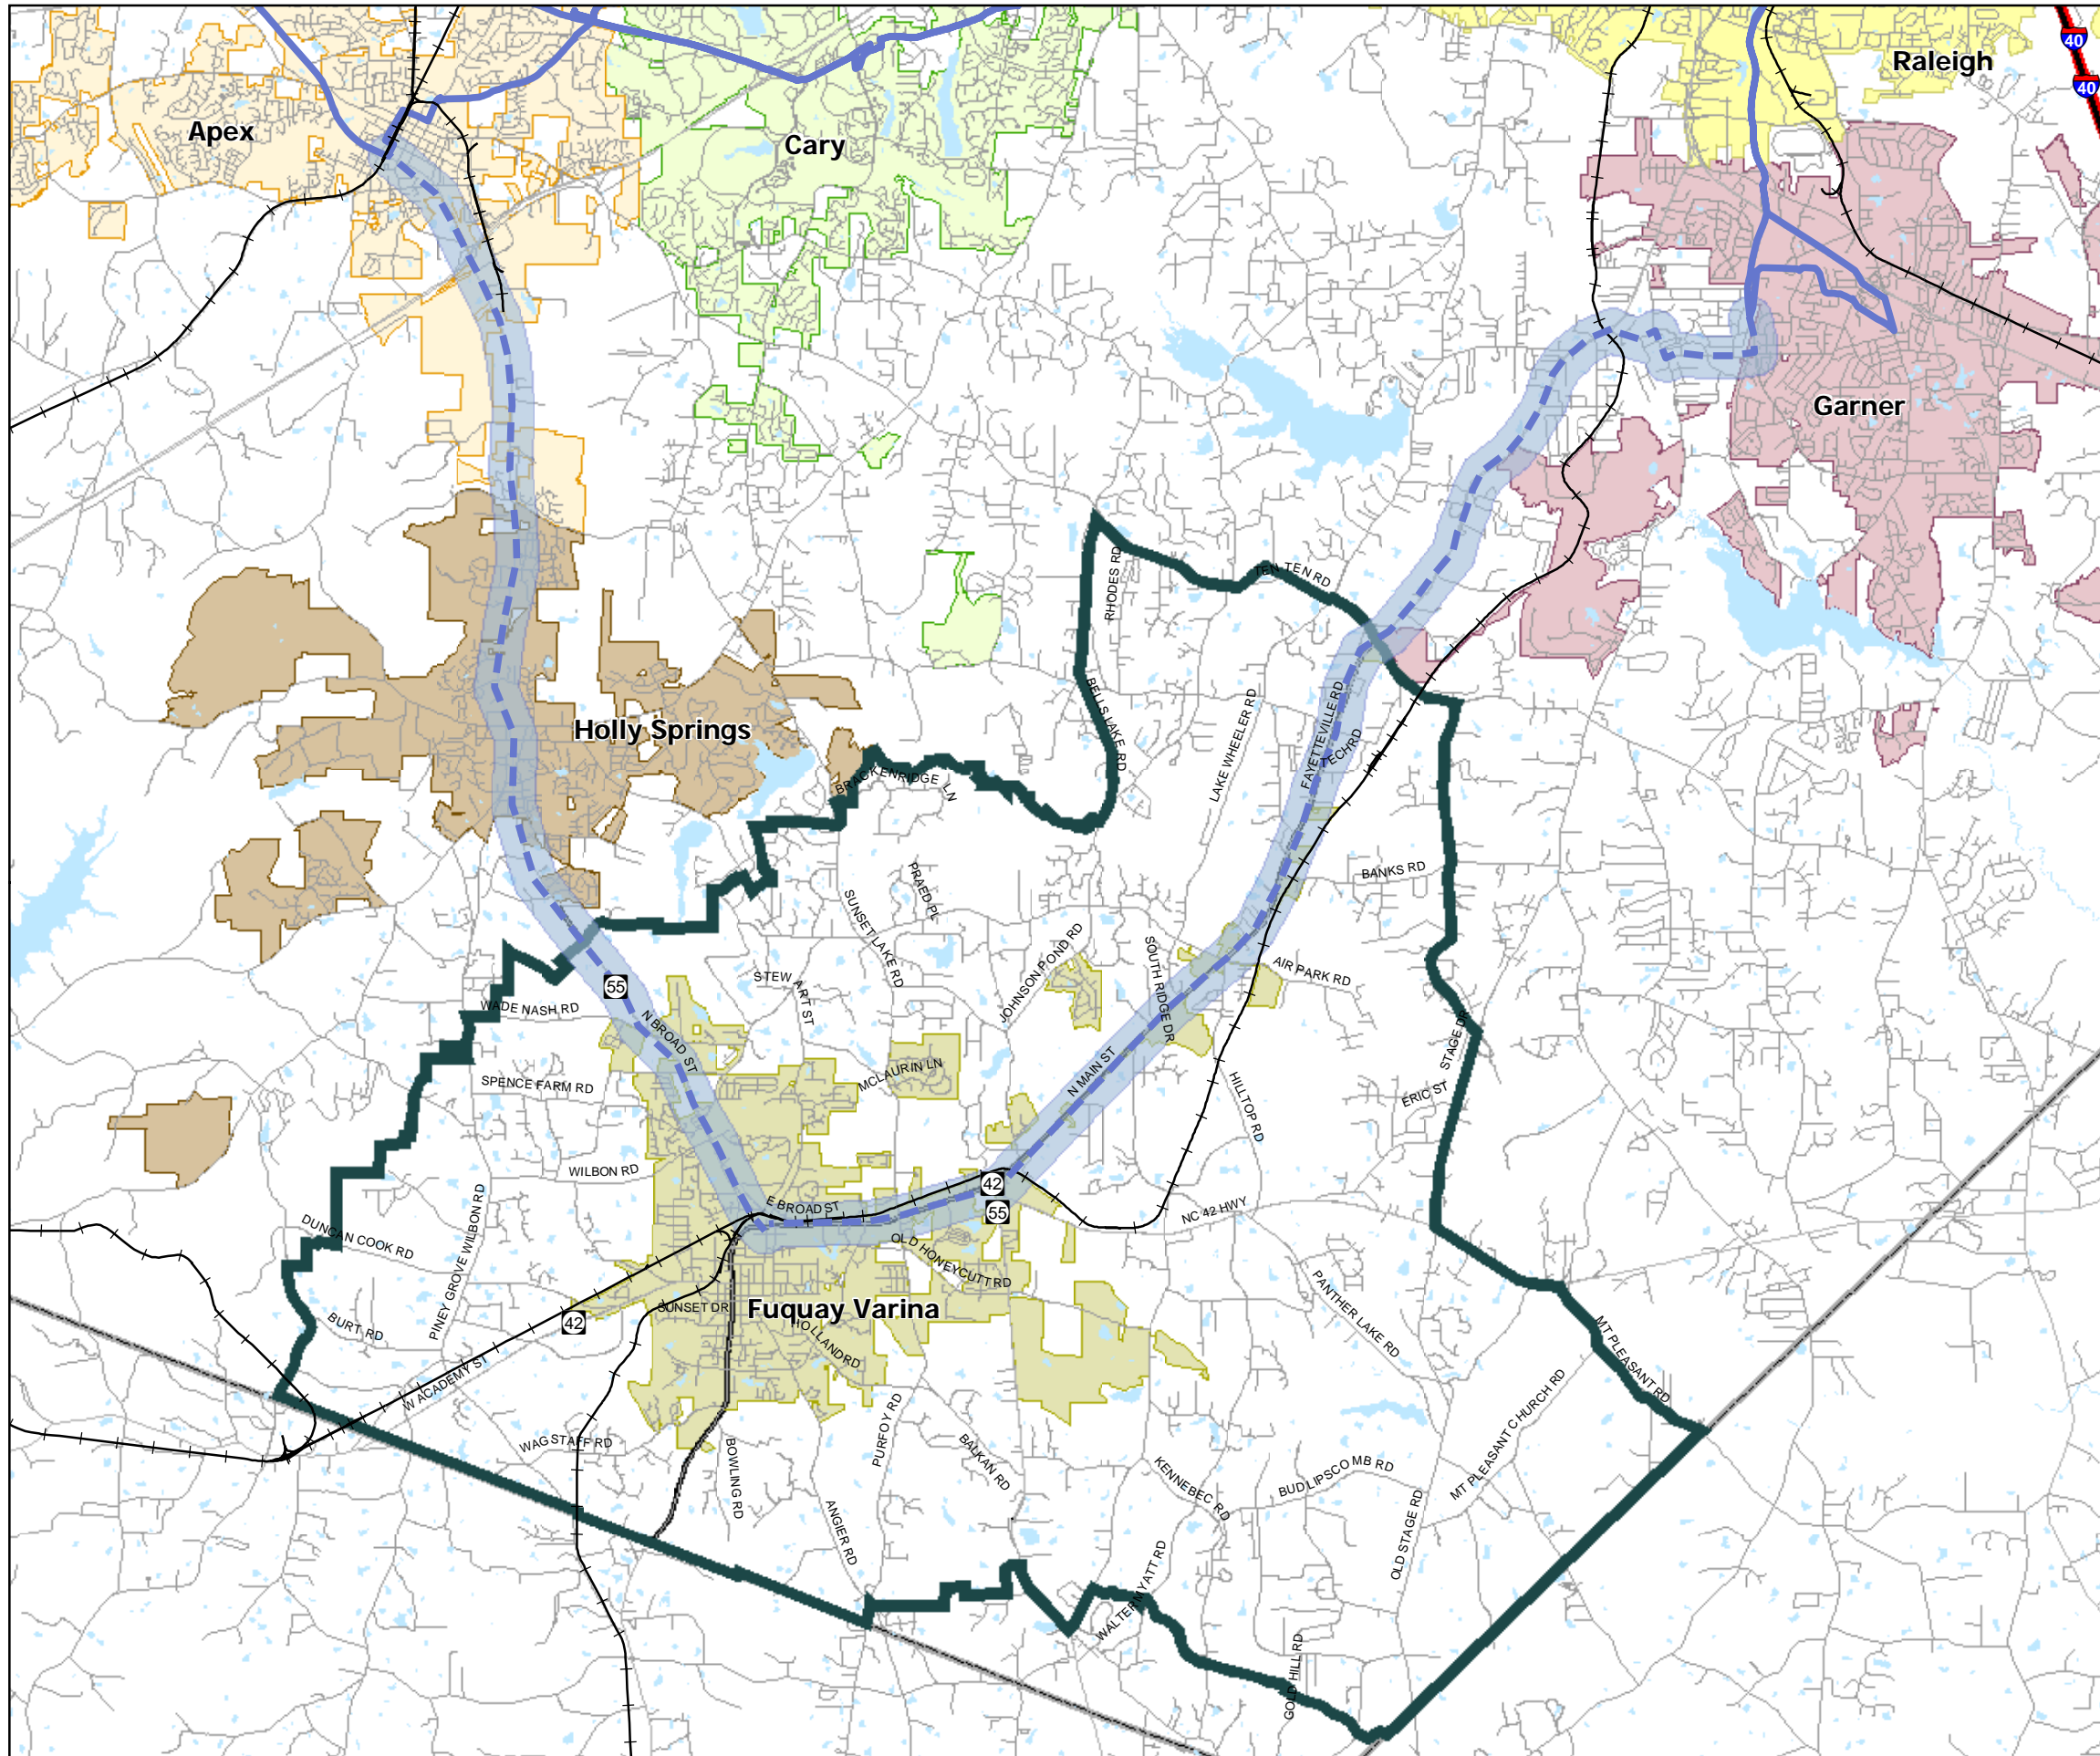 40
Raleigh
40
Apex
Cary
Garner
RHODES RD
TEN-TEN RD
BELLS LAKE RD
LAKE WHEELER RD
FAYETTEVILLE RD
TECH RD
Holly Springs
BRACKENRIDGE LN
BANKS RD
PRAED PL
SUNSET LAKE RD
JOHNSON POND RD
SOUTH RIDGE DR
AIR PARK RD
STEWART ST
55
WADE NASH RD
N BROAD ST
STAGE DR
SPENCE FARM RD
MCLAURIN LN
N MAIN ST
HILLTOP RD
ERIC ST
WILBON RD
42
55
E BROAD ST
NC 42 HWY
DUNCAN COOK RD
PINEY GROVE WILBON RD
OLD HONEYCUTT RD
PANTHER LAKE RD
SUNSET DR
Fuquay Varina
42
BURT RD
HOLLAND RD
MT PLEASANT RD
W ACADEMY ST
MT PLEASANT CHURCH RD
WAGSTAFF RD
BOWLING RD
PURFOY RD
BALKAN RD
KENNEBEC RD
BUD LIPSCOMB RD
ANGIER RD
OLD STAGE RD
WALTER MYATT RD
GOLD HILL RD